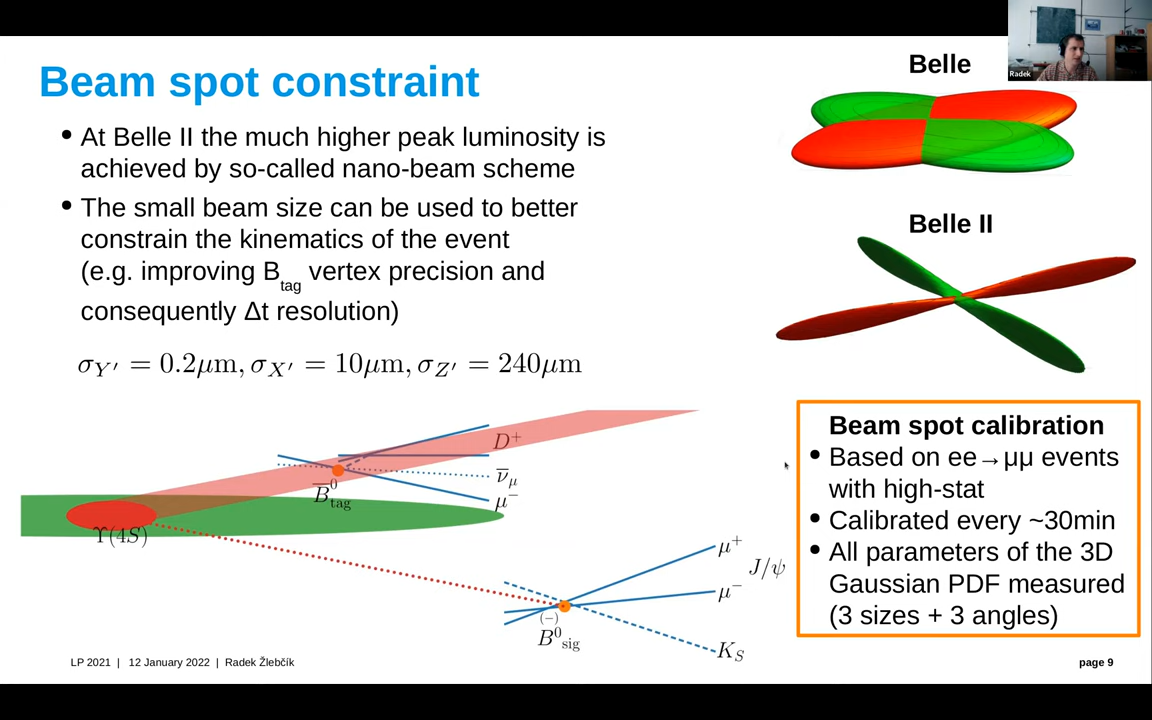 Radek
Beam spot constraint
• At Belle II the much higher peak luminosity is
achieved by so-called nano-beam scheme
• The small beam size can be used to better
constrain the kinematics of the event
(e.g. improving B_tag vertex precision and
consequently Δt resolution)
σ_Y′ = 0.2μm, σ_X′ = 10μm, σ_Z′ = 240μm
Belle
Belle II
D⁺
ν̅_μ
μ⁻
B̅⁰_tag
Υ(4S)
μ⁺
J/ψ
μ⁻
(−)
B⁰_sig
K_S
Beam spot calibration
• Based on ee→μμ events
with high-stat
• Calibrated every ~30min
• All parameters of the 3D
Gaussian PDF measured
(3 sizes + 3 angles)
LP 2021 | 12 January 2022 | Radek Žlebčík
page 9